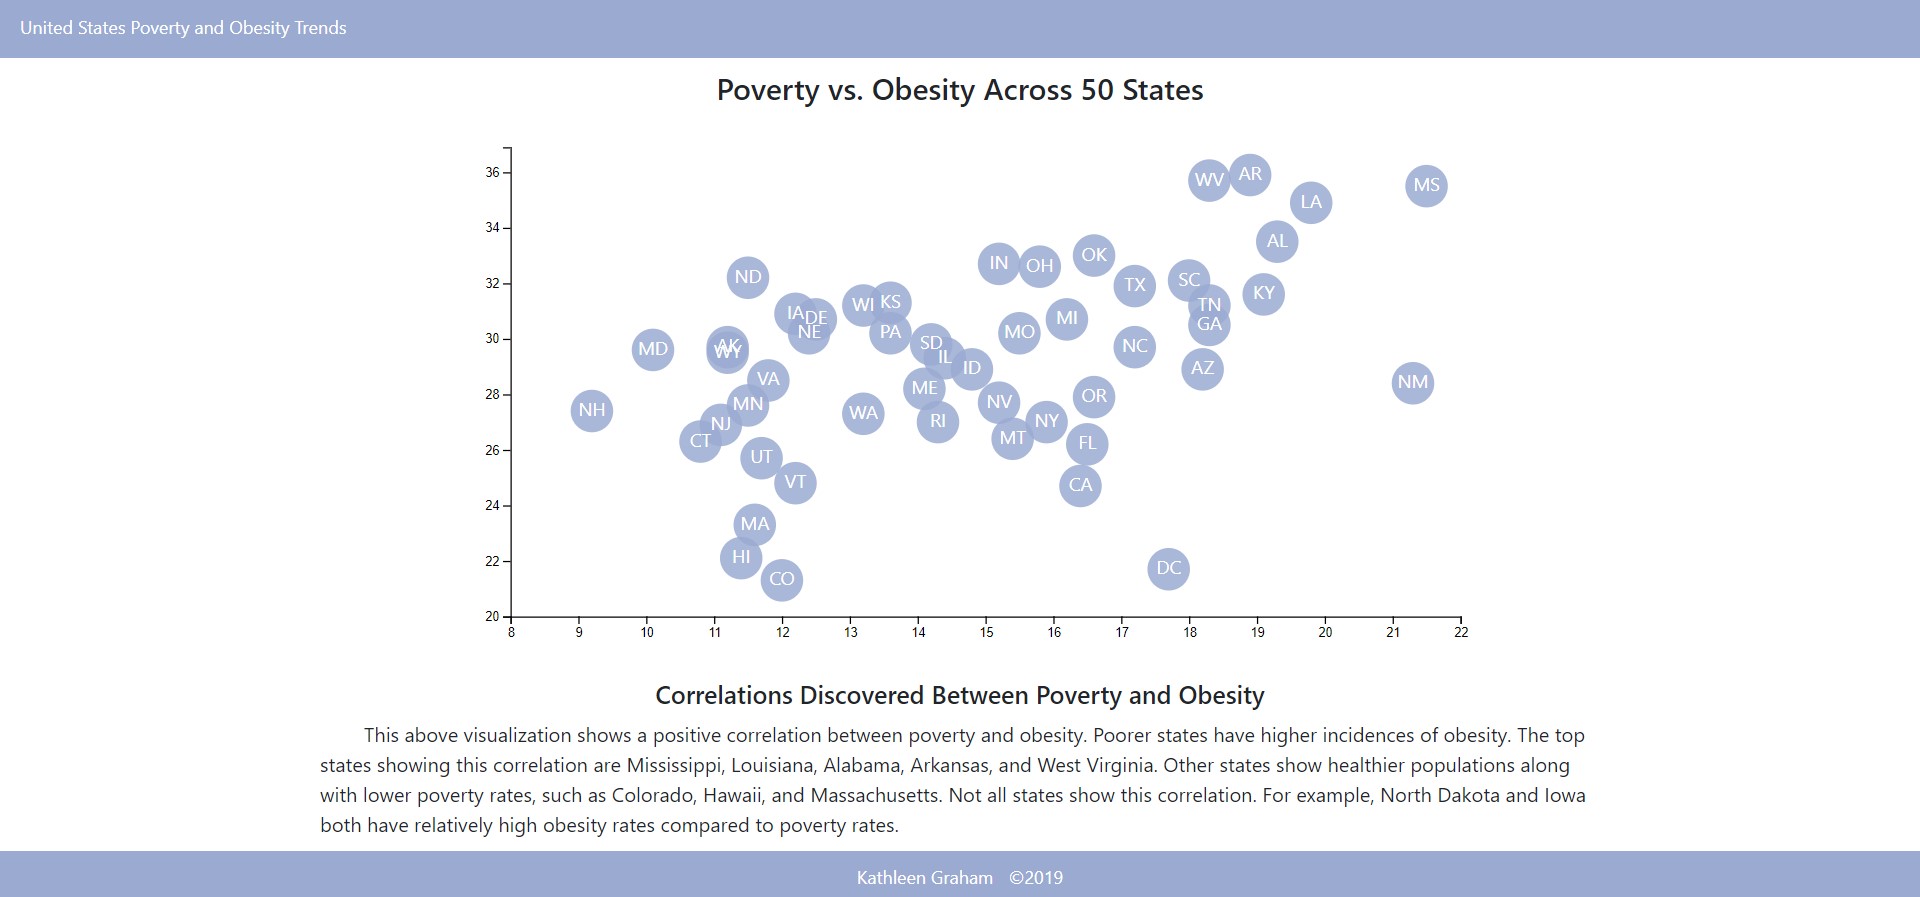 United States Poverty and Obesity Trends
Poverty vs. Obesity Across 50 States
36
34
32
30
28
26
24
22
20
8 9 10 11 12 13 14 15 16 17 18 19 20 21 22
WV AR MS
LA
AL
OK
IN OH
ND TX SC
KY
IA DE WI KS TN
NE PA MO MI GA
MD AK SD NC
WY IL ID AZ
VA ME NM
NH MN WA NV OR
NJ RI NY
CT MT FL
UT
VT CA
MA
HI DC
CO
Correlations Discovered Between Poverty and Obesity
This above visualization shows a positive correlation between poverty and obesity. Poorer states have higher incidences of obesity. The top
states showing this correlation are Mississippi, Louisiana, Alabama, Arkansas, and West Virginia. Other states show healthier populations along
with lower poverty rates, such as Colorado, Hawaii, and Massachusetts. Not all states show this correlation. For example, North Dakota and Iowa
both have relatively high obesity rates compared to poverty rates.
Kathleen Graham ©2019